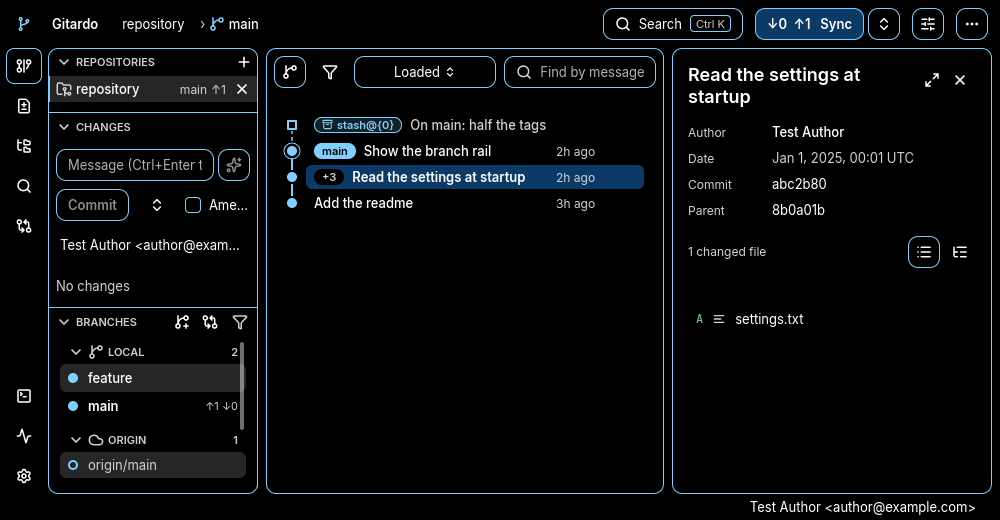 Gitardo repository › main Search Ctrl K ↓0 ↑1 Sync
REPOSITORIES
repository main ↑1
CHANGES
Message (Ctrl+Enter t
Commit Ame...
Test Author <author@exam...
No changes
BRANCHES
LOCAL 2
feature
main ↑1 ↓0
ORIGIN 1
origin/main
Loaded Find by message
stash@{0} On main: half the tags
main Show the branch rail 2h ago
+3 Read the settings at startup 2h ago
Add the readme 3h ago
Read the settings at
startup
Author Test Author
Date Jan 1, 2025, 00:01 UTC
Commit abc2b80
Parent 8b0a01b
1 changed file
A settings.txt
Test Author <author@example.com>